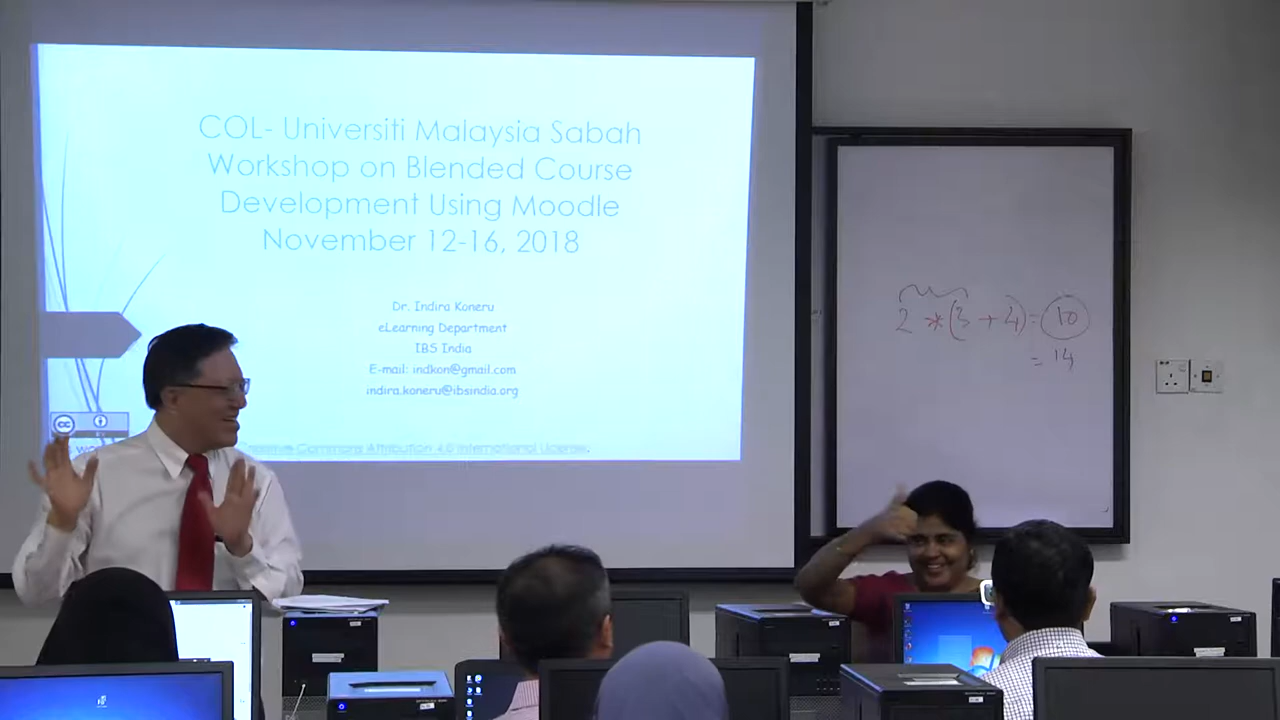 COL- Universiti Malaysia Sabah
Workshop on Blended Course
Development Using Moodle
November 12-16, 2018
Dr. Indira Koneru
eLearning Department
IBS India
E-mail: indkon@gmail.com
indira.koneru@ibsindia.org
cc
BY
Creative Commons Attribution 4.0 International License.
2 * (3 + 4) = 10
= 14